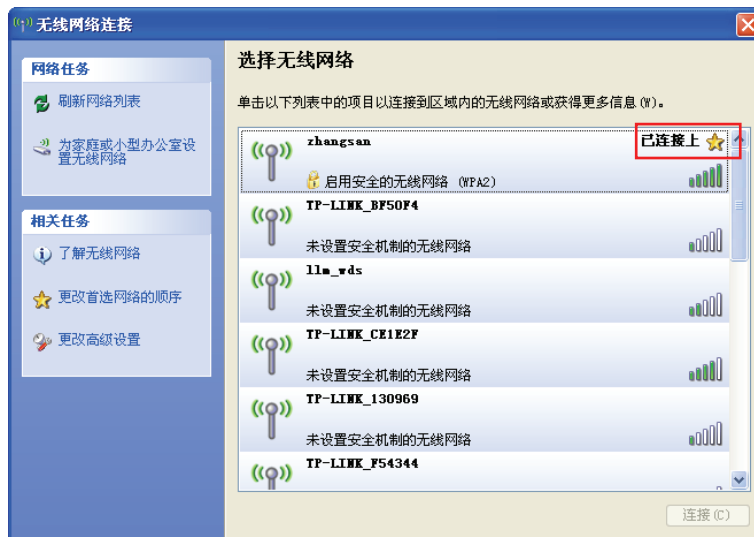 无线网络连接
网络任务
刷新网络列表
为家庭或小型办公室设
置无线网络
相关任务
了解无线网络
更改首选网络的顺序
更改高级设置
选择无线网络
单击以下列表中的项目以连接到区域内的无线网络或获得更多信息(W)。
zhangsan 已连接上
启用安全的无线网络 (WPA2)
TP-LINK_BF50F4
未设置安全机制的无线网络
llm_wds
未设置安全机制的无线网络
TP-LINK_CE1E2F
未设置安全机制的无线网络
TP-LINK_130969
未设置安全机制的无线网络
TP-LINK_F54344
连接(C)